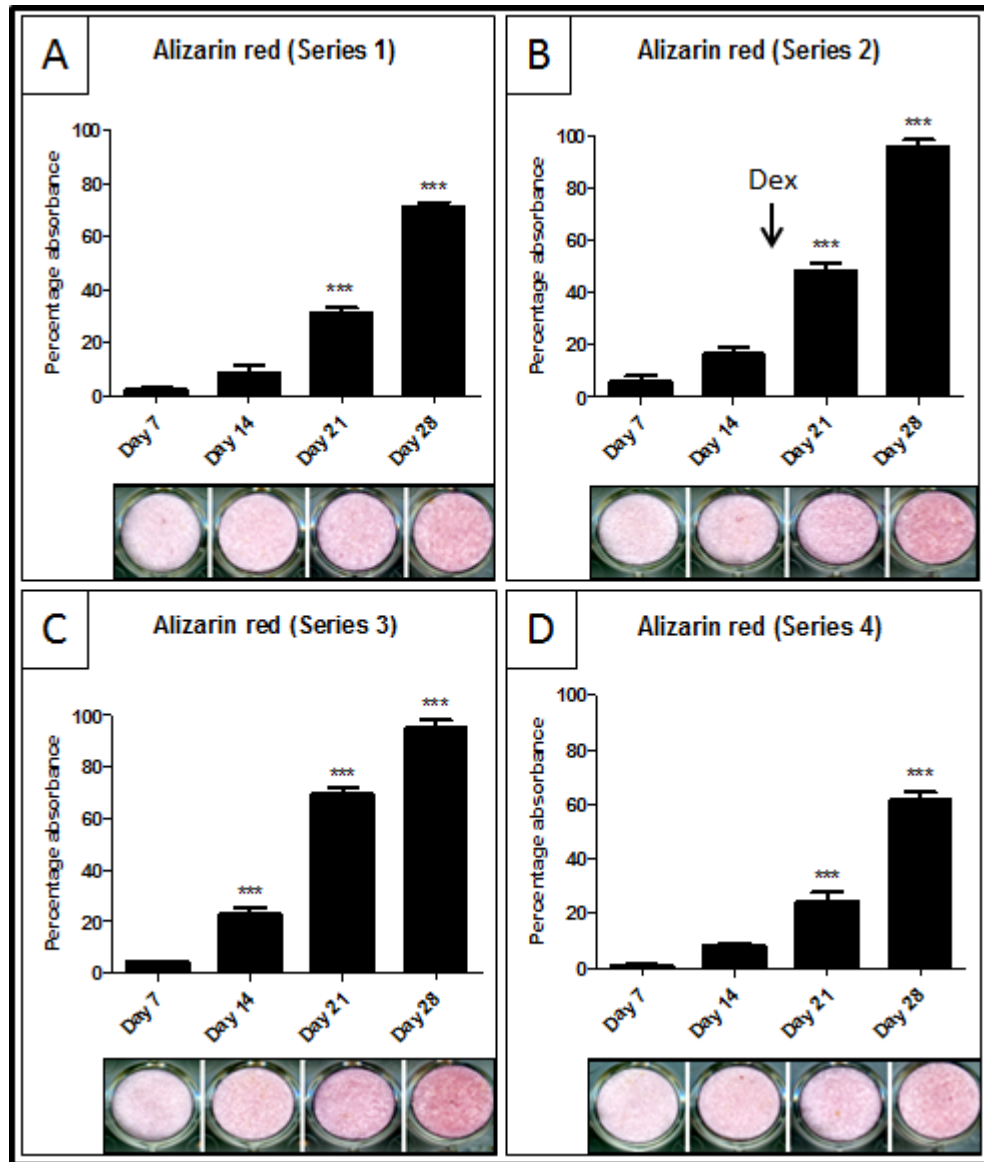 A
Alizarin red (Series 1)
Percentage absorbance
100
80
60
40
20
0
***
***
Day 7
Day 14
Day 21
Day 28
B
Alizarin red (Series 2)
Percentage absorbance
100
80
60
40
20
0
Dex
***
***
Day 7
Day 14
Day 21
Day 28
C
Alizarin red (Series 3)
Percentage absorbance
100
80
60
40
20
0
***
***
***
Day 7
Day 14
Day 21
Day 28
D
Alizarin red (Series 4)
Percentage absorbance
100
80
60
40
20
0
***
***
Day 7
Day 14
Day 21
Day 28